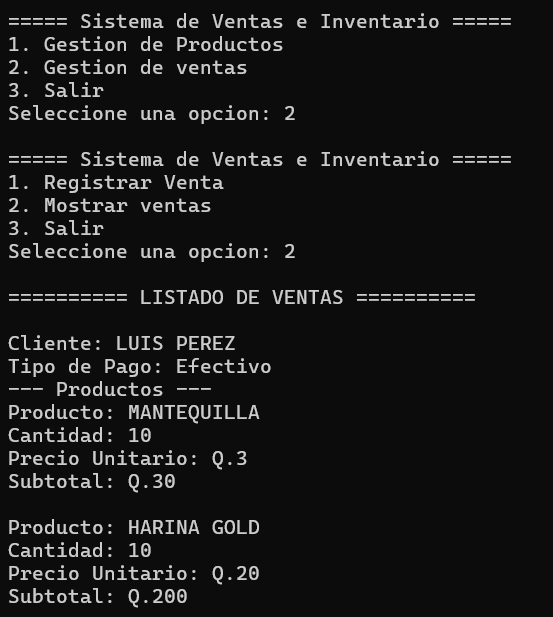 ===== Sistema de Ventas e Inventario =====
1. Gestion de Productos
2. Gestion de ventas
3. Salir
Seleccione una opcion: 2
===== Sistema de Ventas e Inventario =====
1. Registrar Venta
2. Mostrar ventas
3. Salir
Seleccione una opcion: 2
========== LISTADO DE VENTAS ==========
Cliente: LUIS PEREZ
Tipo de Pago: Efectivo
--- Productos ---
Producto: MANTEQUILLA
Cantidad: 10
Precio Unitario: Q.3
Subtotal: Q.30
Producto: HARINA GOLD
Cantidad: 10
Precio Unitario: Q.20
Subtotal: Q.200